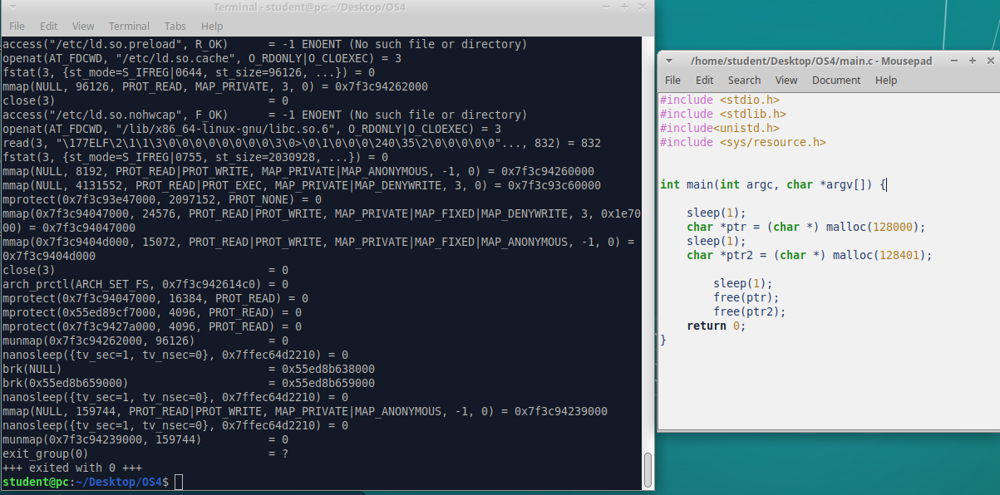 Terminal - student@pc: ~/Desktop/OS4
File Edit View Terminal Tabs Help
access("/etc/ld.so.preload", R_OK)      = -1 ENOENT (No such file or directory)
openat(AT_FDCWD, "/etc/ld.so.cache", O_RDONLY|O_CLOEXEC) = 3
fstat(3, {st_mode=S_IFREG|0644, st_size=96126, ...}) = 0
mmap(NULL, 96126, PROT_READ, MAP_PRIVATE, 3, 0) = 0x7f3c94262000
close(3)                                = 0
access("/etc/ld.so.nohwcap", F_OK)      = -1 ENOENT (No such file or directory)
openat(AT_FDCWD, "/lib/x86_64-linux-gnu/libc.so.6", O_RDONLY|O_CLOEXEC) = 3
read(3, "\177ELF\2\1\1\3\0\0\0\0\0\0\0\0\3\0>\0\1\0\0\0\240\35\2\0\0\0\0\0"..., 832) = 832
fstat(3, {st_mode=S_IFREG|0755, st_size=2030928, ...}) = 0
mmap(NULL, 8192, PROT_READ|PROT_WRITE, MAP_PRIVATE|MAP_ANONYMOUS, -1, 0) = 0x7f3c94260000
mmap(NULL, 4131552, PROT_READ|PROT_EXEC, MAP_PRIVATE|MAP_DENYWRITE, 3, 0) = 0x7f3c93c60000
mprotect(0x7f3c93e47000, 2097152, PROT_NONE) = 0
mmap(0x7f3c94047000, 24576, PROT_READ|PROT_WRITE, MAP_PRIVATE|MAP_FIXED|MAP_DENYWRITE, 3, 0x1e70
00) = 0x7f3c94047000
mmap(0x7f3c9404d000, 15072, PROT_READ|PROT_WRITE, MAP_PRIVATE|MAP_FIXED|MAP_ANONYMOUS, -1, 0) =
0x7f3c9404d000
close(3)                                = 0
arch_prctl(ARCH_SET_FS, 0x7f3c942614c0) = 0
mprotect(0x7f3c94047000, 16384, PROT_READ) = 0
mprotect(0x55ed89cf7000, 4096, PROT_READ) = 0
mprotect(0x7f3c9427a000, 4096, PROT_READ) = 0
munmap(0x7f3c94262000, 96126)           = 0
nanosleep({tv_sec=1, tv_nsec=0}, 0x7ffec64d2210) = 0
brk(NULL)                               = 0x55ed8b638000
brk(0x55ed8b659000)                     = 0x55ed8b659000
nanosleep({tv_sec=1, tv_nsec=0}, 0x7ffec64d2210) = 0
mmap(NULL, 159744, PROT_READ|PROT_WRITE, MAP_PRIVATE|MAP_ANONYMOUS, -1, 0) = 0x7f3c94239000
nanosleep({tv_sec=1, tv_nsec=0}, 0x7ffec64d2210) = 0
munmap(0x7f3c94239000, 159744)          = 0
exit_group(0)                           = ?
+++ exited with 0 +++
student@pc:~/Desktop/OS4$
/home/student/Desktop/OS4/main.c - Mousepad
File Edit Search View Document Help
#include <stdio.h>
#include <stdlib.h>
#include<unistd.h>
#include <sys/resource.h>
int main(int argc, char *argv[]) {
    sleep(1);
    char *ptr = (char *) malloc(128000);
    sleep(1);
    char *ptr2 = (char *) malloc(128401);
        sleep(1);
        free(ptr);
        free(ptr2);
    return 0;
}